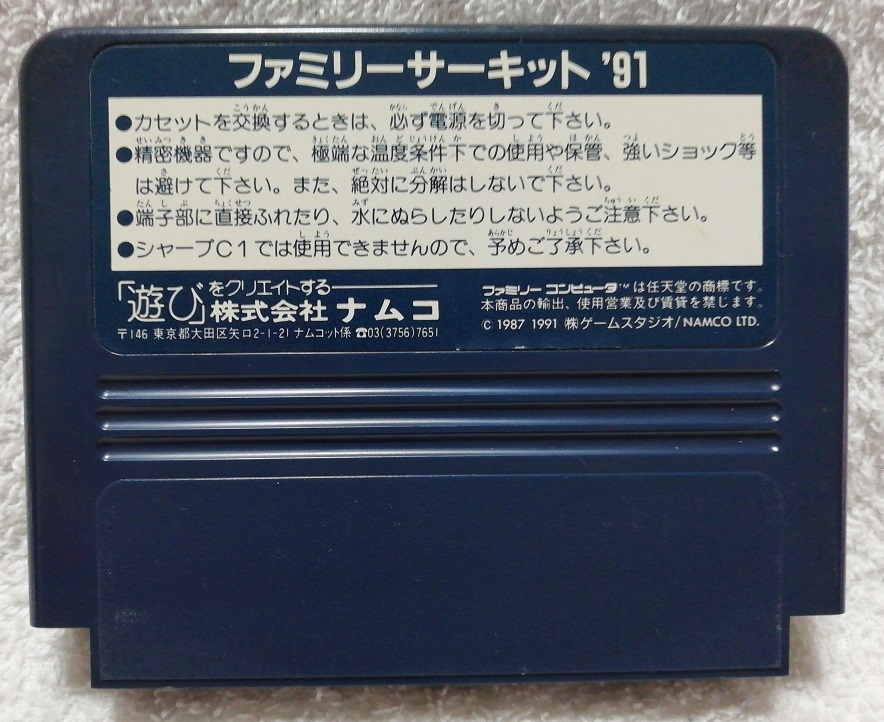 ファミリーサーキット '91
●カセットを交換するときは、必ず電源を切って下さい。
●精密機器ですので、極端な温度条件下での使用や保管、強いショック等
は避けて下さい。また、絶対に分解はしないで下さい。
●端子部に直接ふれたり、水にぬらしたりしないようご注意下さい。
●シャープC1では使用できませんので、予めご了承下さい。
「遊び」をクリエイトする
株式会社 ナムコ
〒146 東京都大田区矢口2-1-21 ナムコット係 ☎03(3756)7651
ファミリー コンピュータ™は任天堂の商標です。
本商品の輸出、使用営業及び賃貸を禁じます。
© 1987 1991 ㈱ゲームスタジオ/NAMCO LTD.